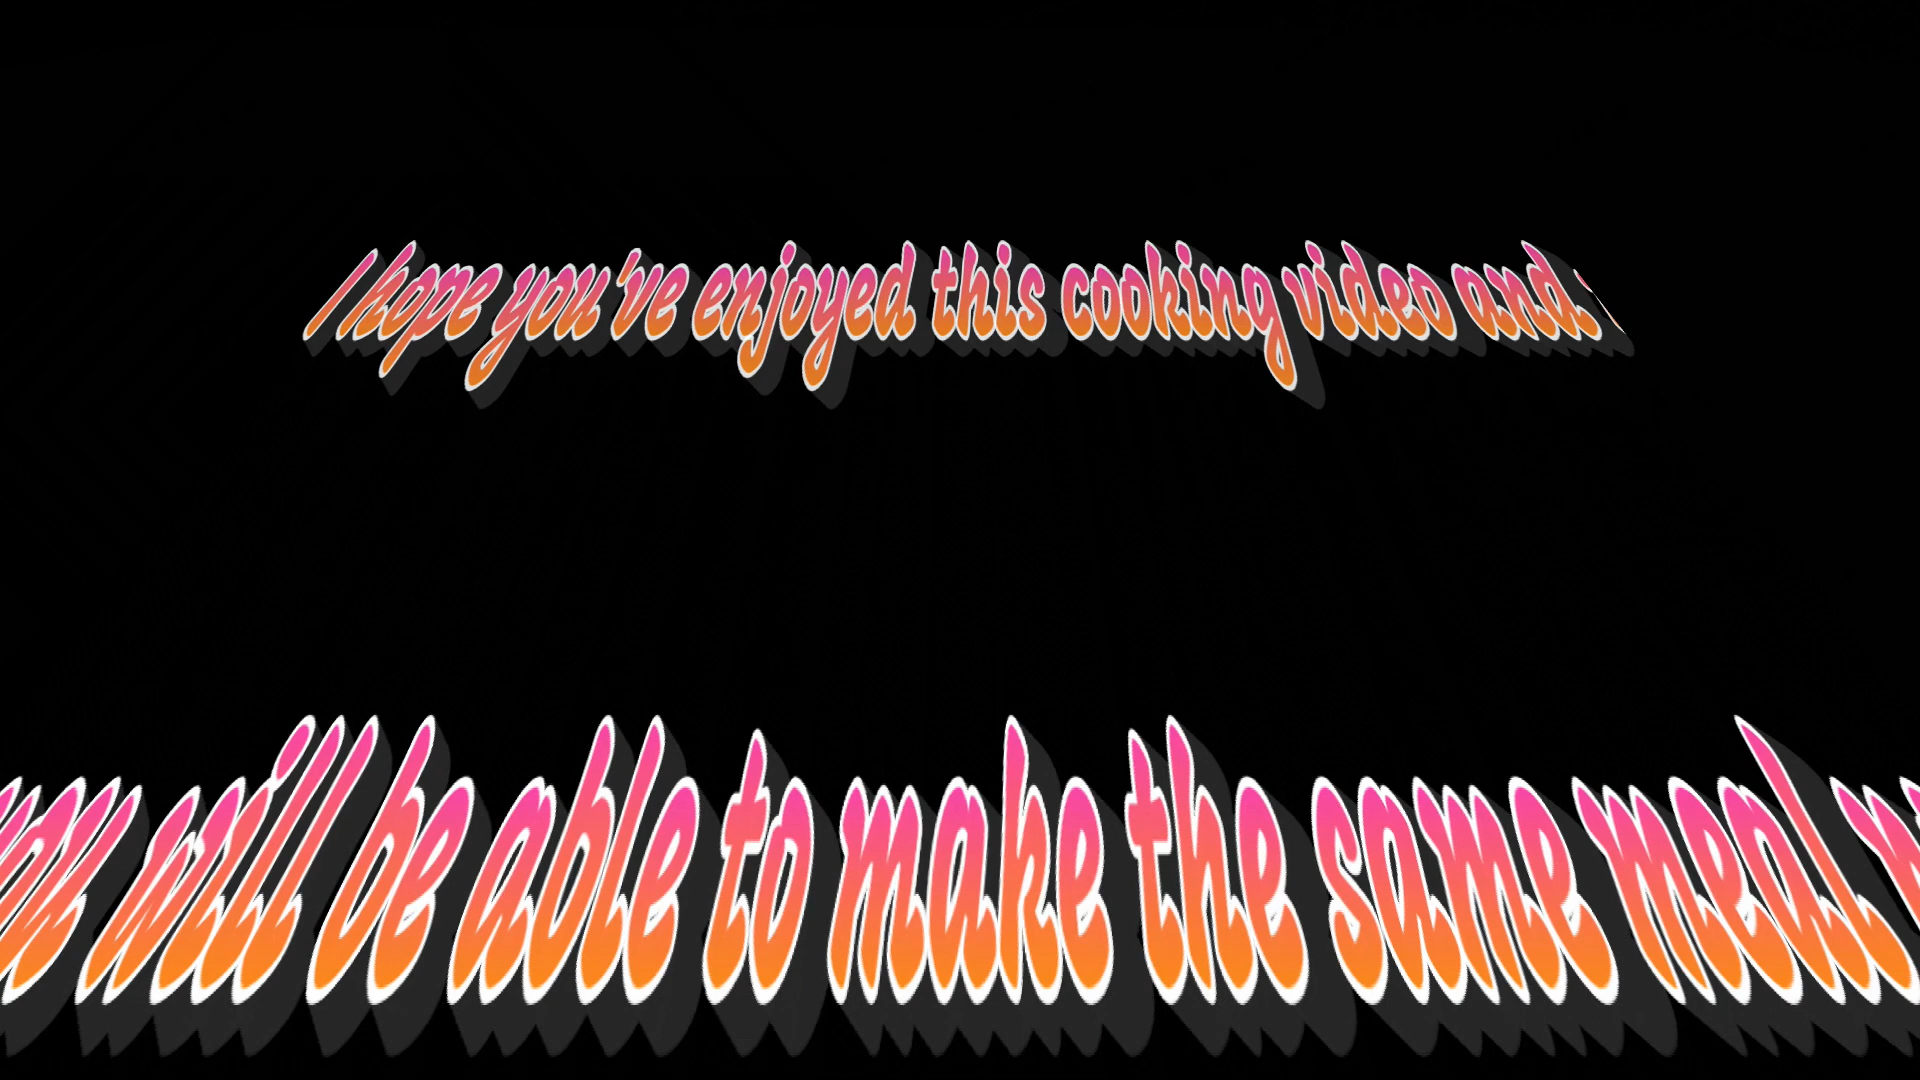 I hope you've enjoyed this cooking video and
will be able to make the same meal